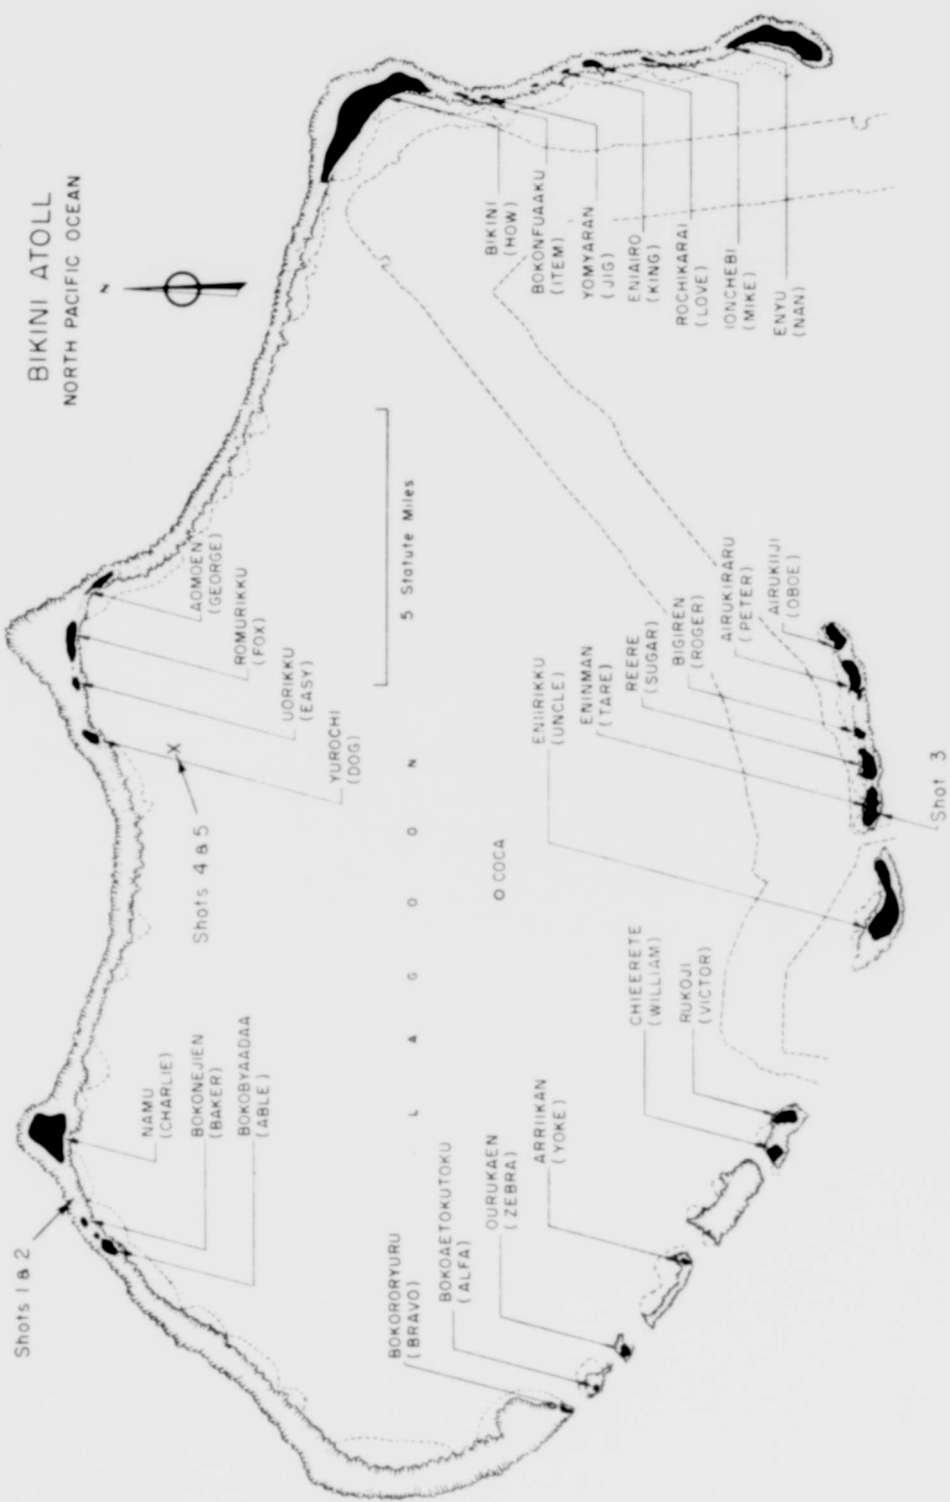 BIKINI ATOLL
NORTH PACIFIC OCEAN
N
Shots 1 & 2
NAMU
(CHARLIE)
BOKONEJIEN
(BAKER)
BOKOBYAADAA
(ABLE)
Shots 4 & 5
X
YUROCHI
(DOG)
UORIKKU
(EASY)
ROMURIKKU
(FOX)
AOMOEN
(GEORGE)
5 Statute Miles
LAGOON
COCA
BIKINI
(HOW)
BOKONFUAAKU
(ITEM)
YOMYARAN
(JIG)
ENIAIRO
(KING)
ROCHIKARAI
(LOVE)
IONCHEBI
(MIKE)
ENYU
(NAN)
BOKORORYURU
(BRAVO)
BOKOAETOKUTOKU
(ALFA)
OURUKAEN
(ZEBRA)
ARRIIKAN
(YOKE)
CHIEERETE
(WILLIAM)
RUKOJI
(VICTOR)
ENIIRIKKU
(UNCLE)
ENINMAN
(TARE)
REERE
(SUGAR)
BIGIREN
(ROGER)
AIRUKIRARU
(PETER)
AIRUKIIJI
(OBOE)
Shot 3